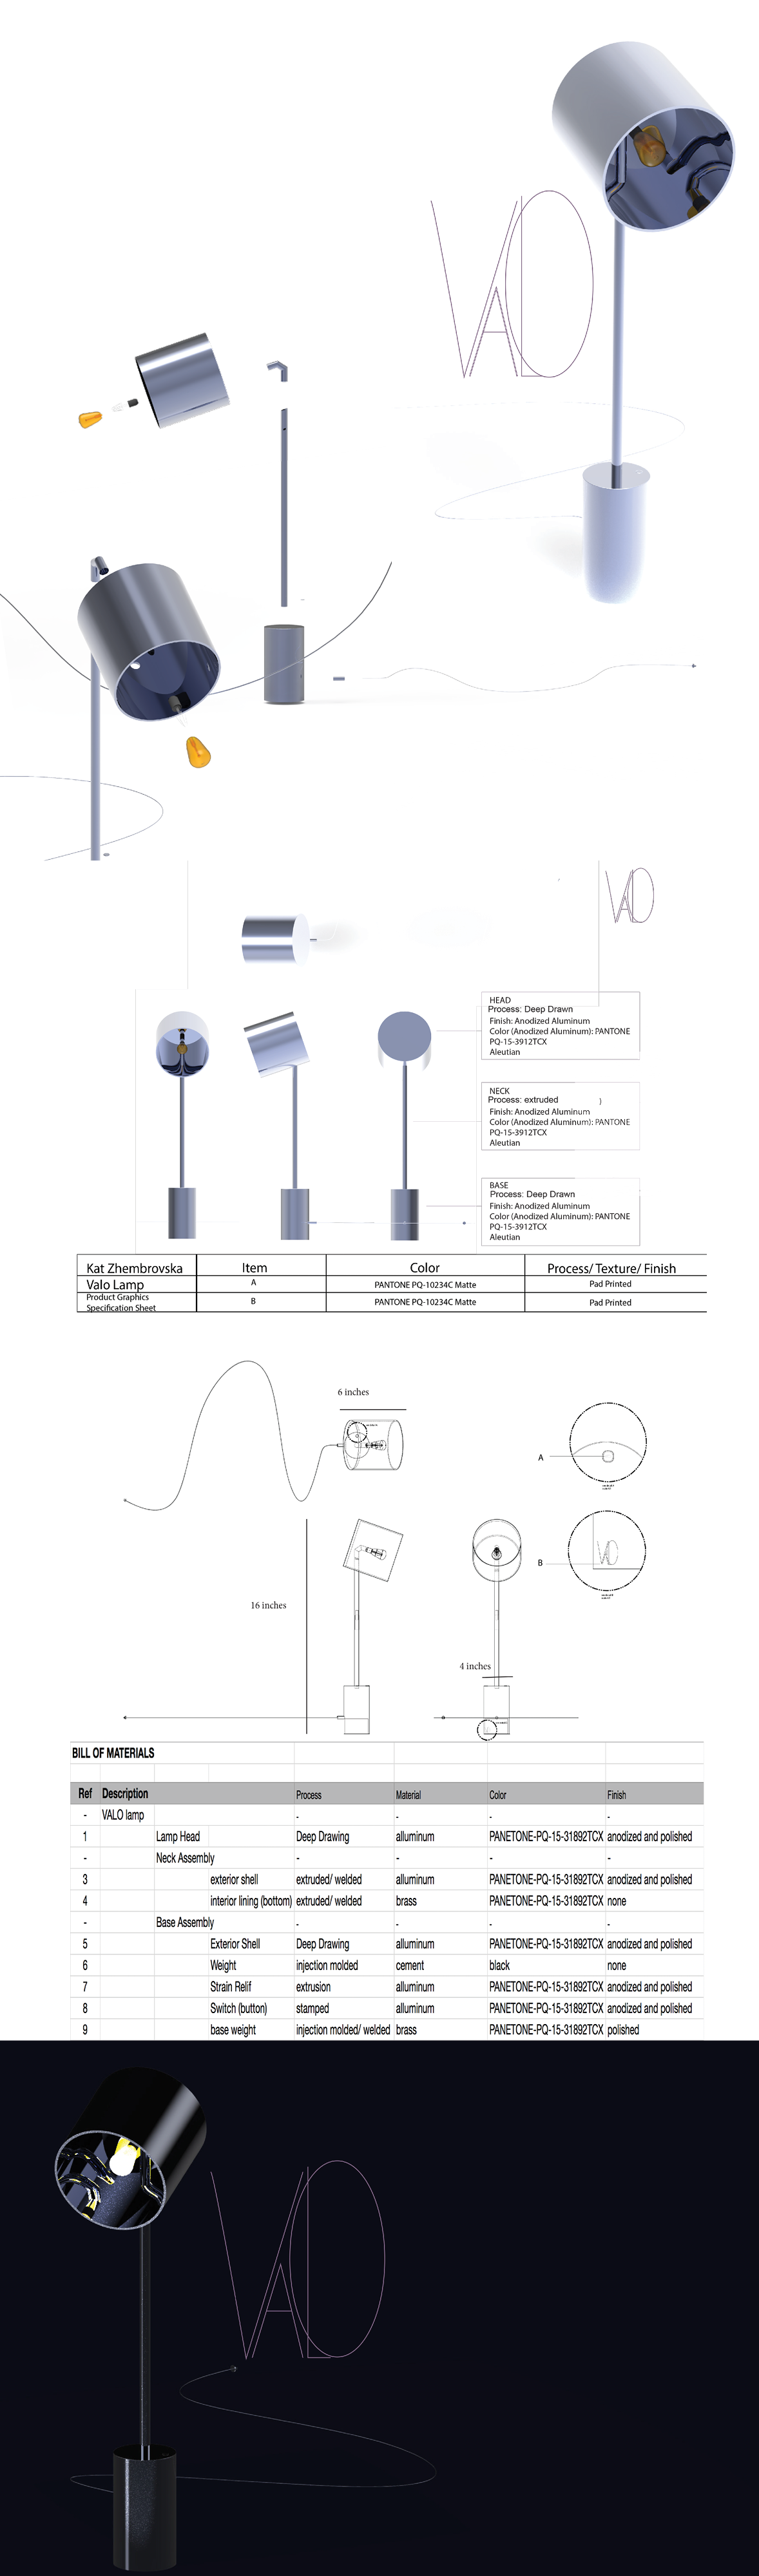 VALO
VALO
HEAD
Process: Deep Drawn
Finish: Anodized Aluminum
Color (Anodized Aluminum): PANTONE
PQ-15-3912TCX
Aleutian
NECK
Process: extruded )
Finish: Anodized Aluminum
Color (Anodized Aluminum): PANTONE
PQ-15-3912TCX
Aleutian
BASE
Process: Deep Drawn
Finish: Anodized Aluminum
Color (Anodized Aluminum): PANTONE
PQ-15-3912TCX
Aleutian
Kat Zhembrovska Item Color Process/ Texture/ Finish
Valo Lamp A PANTONE PQ-10234C Matte Pad Printed
Product Graphics
Specification Sheet B PANTONE PQ-10234C Matte Pad Printed
6 inches
A
VALO
B
16 inches
4 inches
BILL OF MATERIALS
Ref Description Process Material Color Finish
- VALO lamp - - - -
1 Lamp Head Deep Drawing aluminum PANETONE-PQ-15-31892TCX anodized and polished
- Neck Assembly - - - -
3 exterior shell extruded/ welded aluminum PANETONE-PQ-15-31892TCX anodized and polished
4 interior lining (bottom) extruded/ welded brass PANETONE-PQ-15-31892TCX none
- Base Assembly - - - -
5 Exterior Shell Deep Drawing aluminum PANETONE-PQ-15-31892TCX anodized and polished
6 Weight injection molded cement black none
7 Strain Relif extrusion aluminum PANETONE-PQ-15-31892TCX anodized and polished
8 Switch (button) stamped aluminum PANETONE-PQ-15-31892TCX anodized and polished
9 base weight injection molded/ welded brass PANETONE-PQ-15-31892TCX polished
VALO